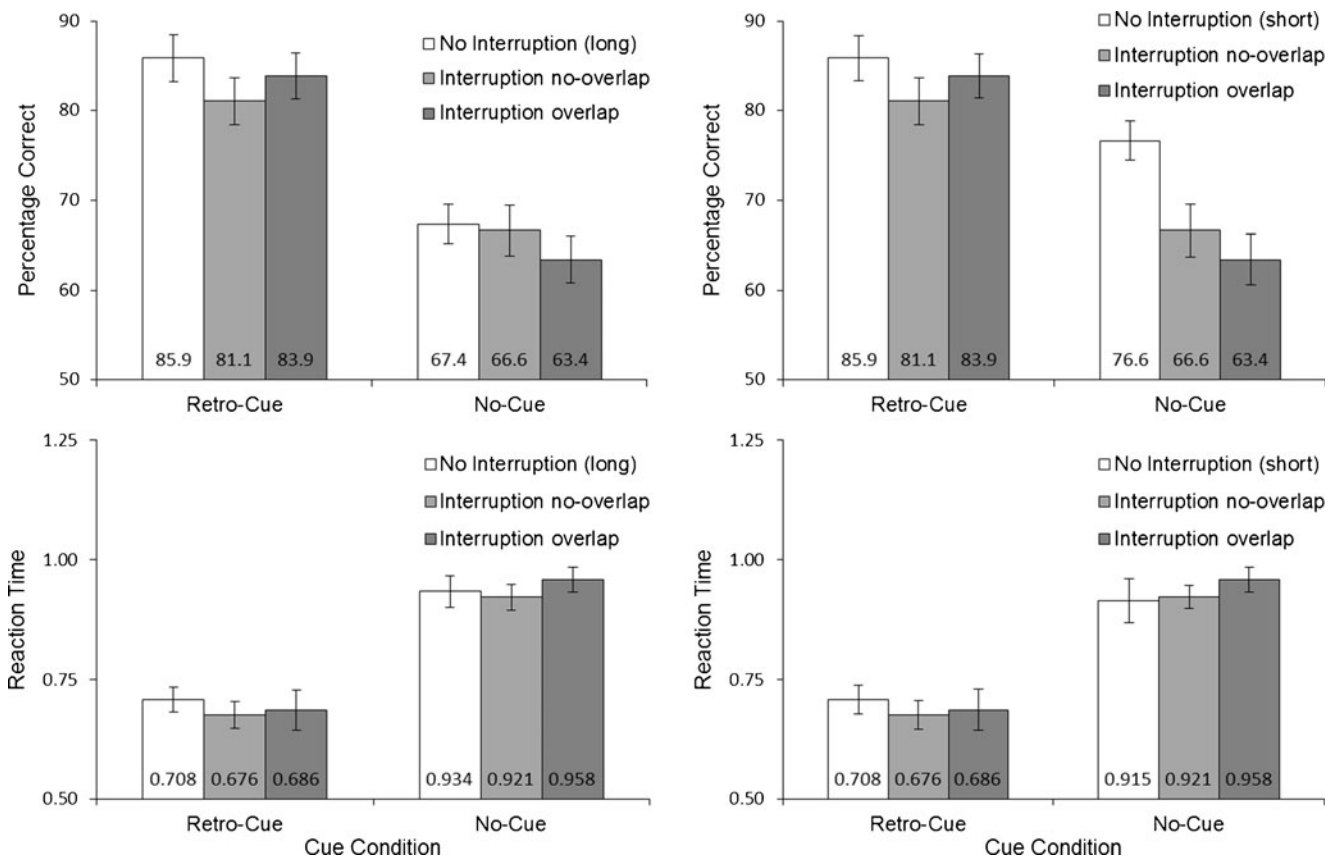 90
80
70
60
50
Percentage Correct
No Interruption (long)
Interruption no-overlap
Interruption overlap
85.9 81.1 83.9 67.4 66.6 63.4
Retro-Cue No-Cue
90
80
70
60
50
Percentage Correct
No Interruption (short)
Interruption no-overlap
Interruption overlap
85.9 81.1 83.9 76.6 66.6 63.4
Retro-Cue No-Cue
1.25
1.00
0.75
0.50
Reaction Time
No Interruption (long)
Interruption no-overlap
Interruption overlap
0.708 0.676 0.686 0.934 0.921 0.958
Retro-Cue No-Cue
Cue Condition
1.25
1.00
0.75
0.50
Reaction Time
No Interruption (short)
Interruption no-overlap
Interruption overlap
0.708 0.676 0.686 0.915 0.921 0.958
Retro-Cue No-Cue
Cue Condition